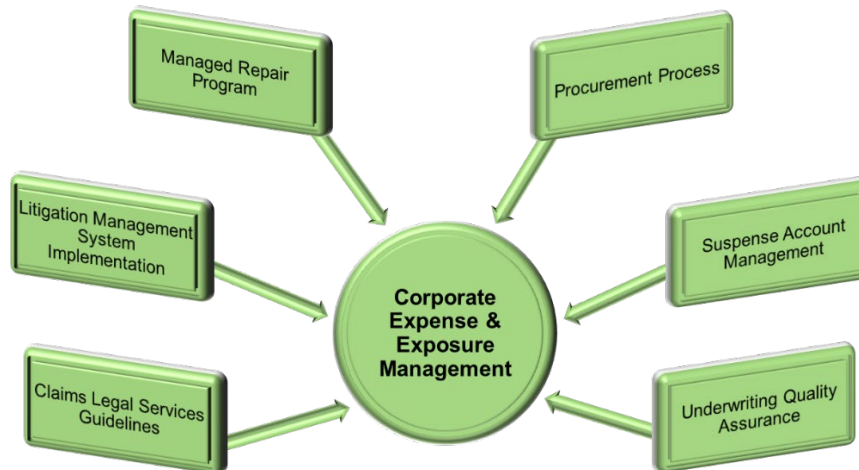 Managed Repair
Program
Procurement Process
Litigation Management
System
Implementation
Suspense Account
Management
Corporate
Expense &
Exposure
Management
Claims Legal Services
Guidelines
Underwriting Quality
Assurance